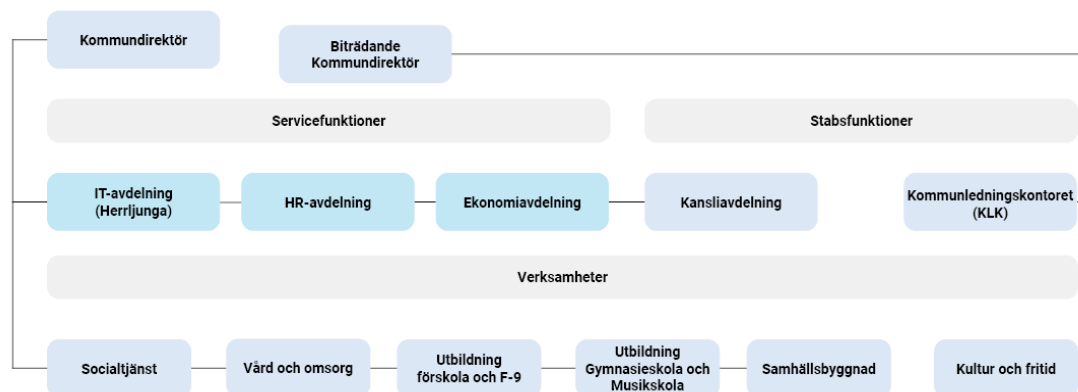 Kommundirektör
Biträdande
Kommundirektör
Servicefunktioner
Stabsfunktioner
IT-avdelning
(Herrljunga)
HR-avdelning
Ekonomiavdelning
Kansliavdelning
Kommunledningskontoret
(KLK)
Verksamheter
Socialtjänst
Vård och omsorg
Utbildning
förskola och F-9
Utbildning
Gymnasieskola och
Musikskola
Samhällsbyggnad
Kultur och fritid